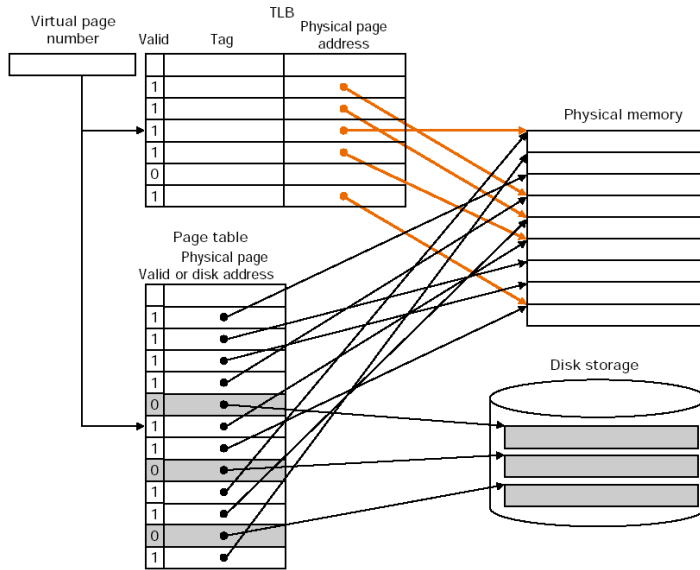 TLB
Virtual page
number
Valid
Tag
Physical page
address
1
1
1
1
0
1
Physical memory
Page table
Physical page
Valid or disk address
1
1
1
1
0
1
1
0
1
1
0
1
Disk storage